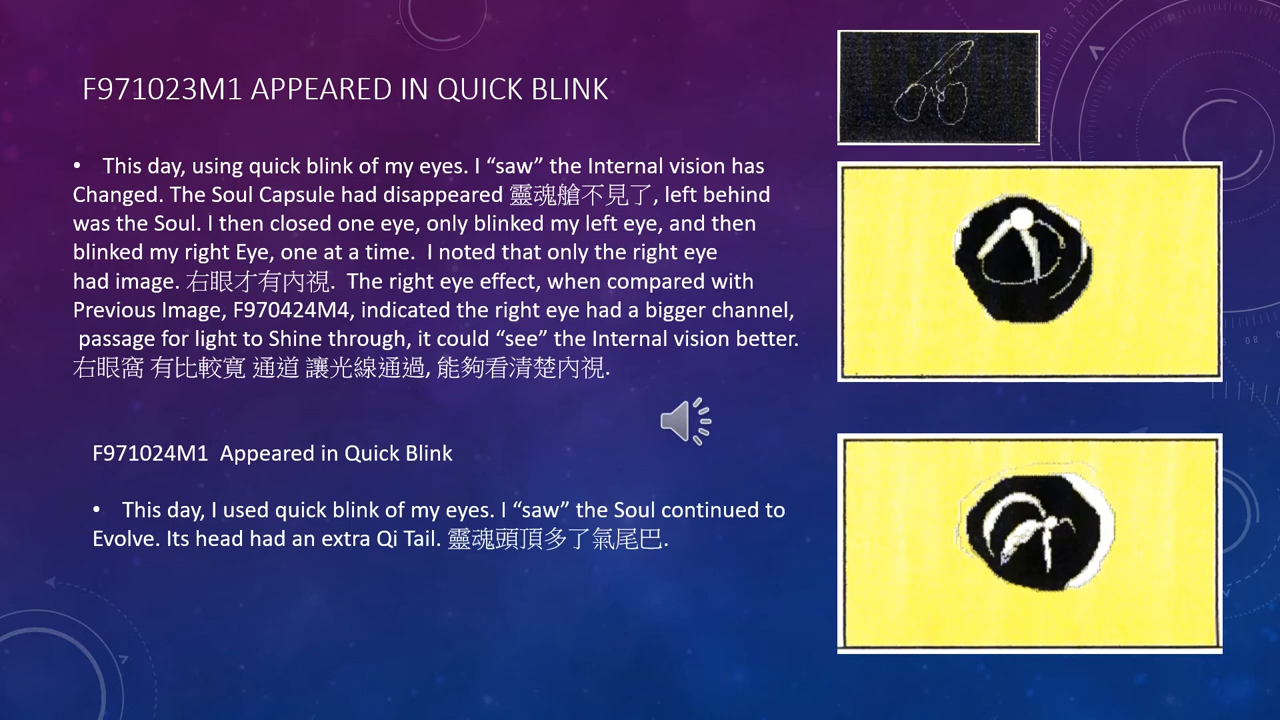 F971023M1 APPEARED IN QUICK BLINK
• This day, using quick blink of my eyes. I “saw” the Internal vision has
Changed. The Soul Capsule had disappeared 靈魂艙不見了, left behind
was the Soul. I then closed one eye, only blinked my left eye, and then
blinked my right Eye, one at a time. I noted that only the right eye
had image. 右眼才有內視. The right eye effect, when compared with
Previous Image, F970424M4, indicated the right eye had a bigger channel,
passage for light to Shine through, it could “see” the Internal vision better.
右眼窩 有比較寬 通道 讓光線通過, 能夠看清楚內視.
F971024M1 Appeared in Quick Blink
• This day, I used quick blink of my eyes. I “saw” the Soul continued to
Evolve. Its head had an extra Qi Tail. 靈魂頭頂多了氣尾巴.